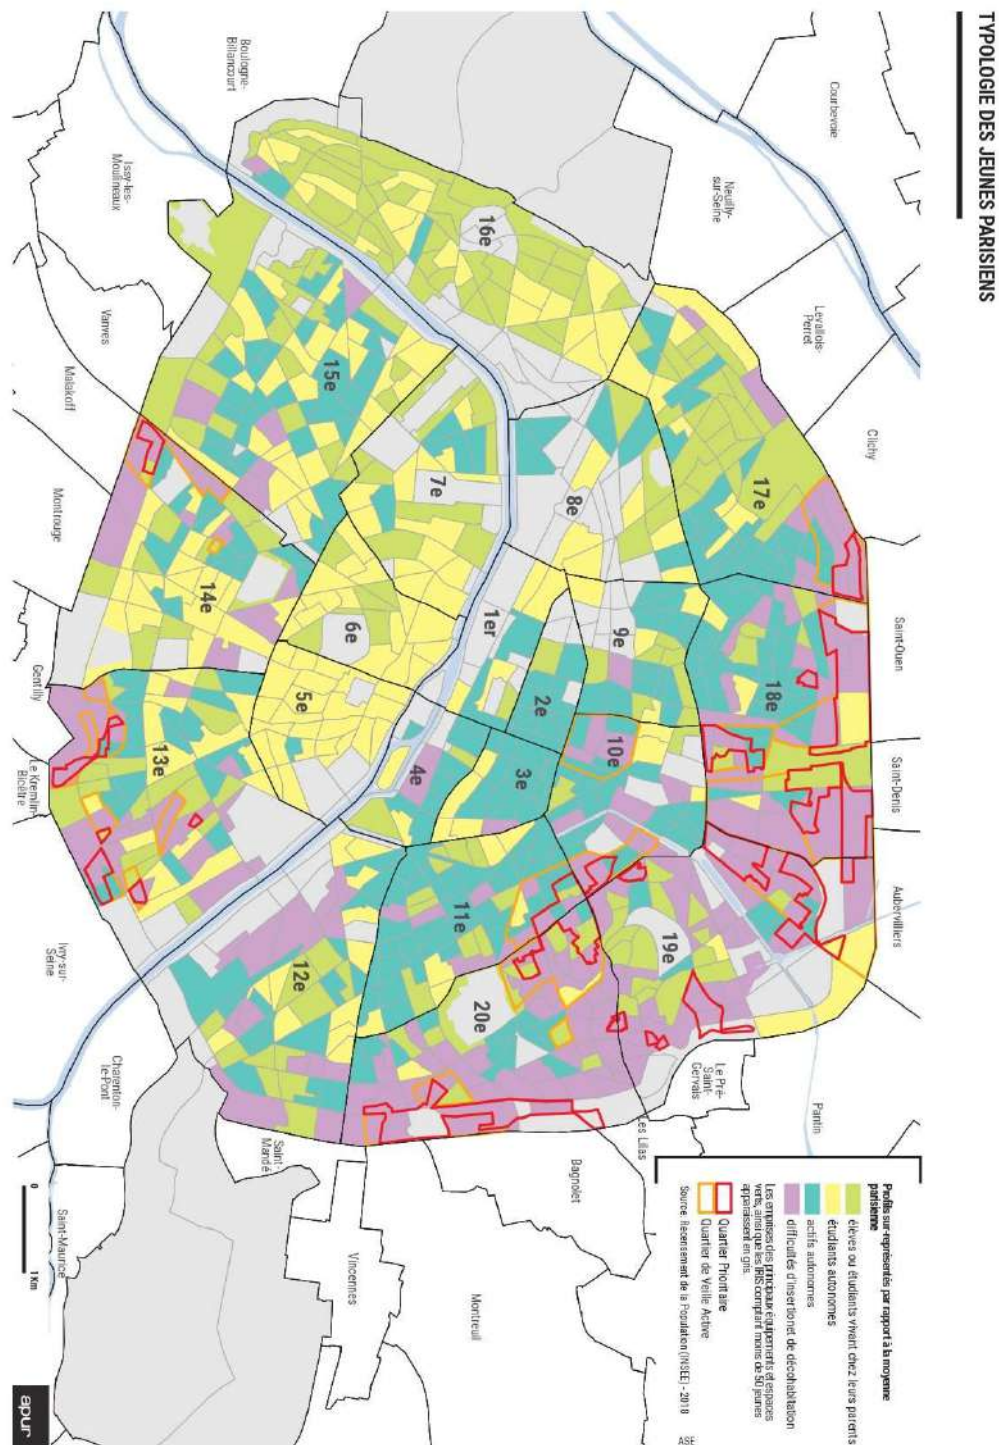 TYPOLOGIE DES JEUNES PARISIENS
Courbevoie
Neuilly-
sur-Seine
Levallois-
Perret
Clichy
Saint-Ouen
Saint-Denis
Aubervilliers
Boulogne-
Billancourt
Issy-les-
Moulineaux
Vanves
Malakoff
Montrouge
Gentilly
Le Kremlin-
Bicêtre
Ivry-sur-
Seine
Charenton-
le-Pont
Saint-Maurice
Saint-
Mandé
Vincennes
Montreuil
Bagnolet
Les Lilas
Le Pré-
Saint-
Gervais
Pantin
16e
17e
18e
15e
7e
8e
9e
1er
2e
10e
14e
6e
5e
3e
4e
19e
13e
11e
12e
20e
Profils sur-représentés par rapport à la moyenne
parisienne
élèves ou étudiants vivant chez leurs parents
étudiants autonomes
actifs autonomes
difficultés d'insertion et de décohabitation
Les emprises des principaux équipements et espaces
verts, ainsi que les IRIS comptant moins de 50 jeunes
apparaissent en gris.
Quartier Prioritaire
Quartier de Veille Active
Source: Recensement de la Population (INSEE) - 2018
0 1 Km
apur